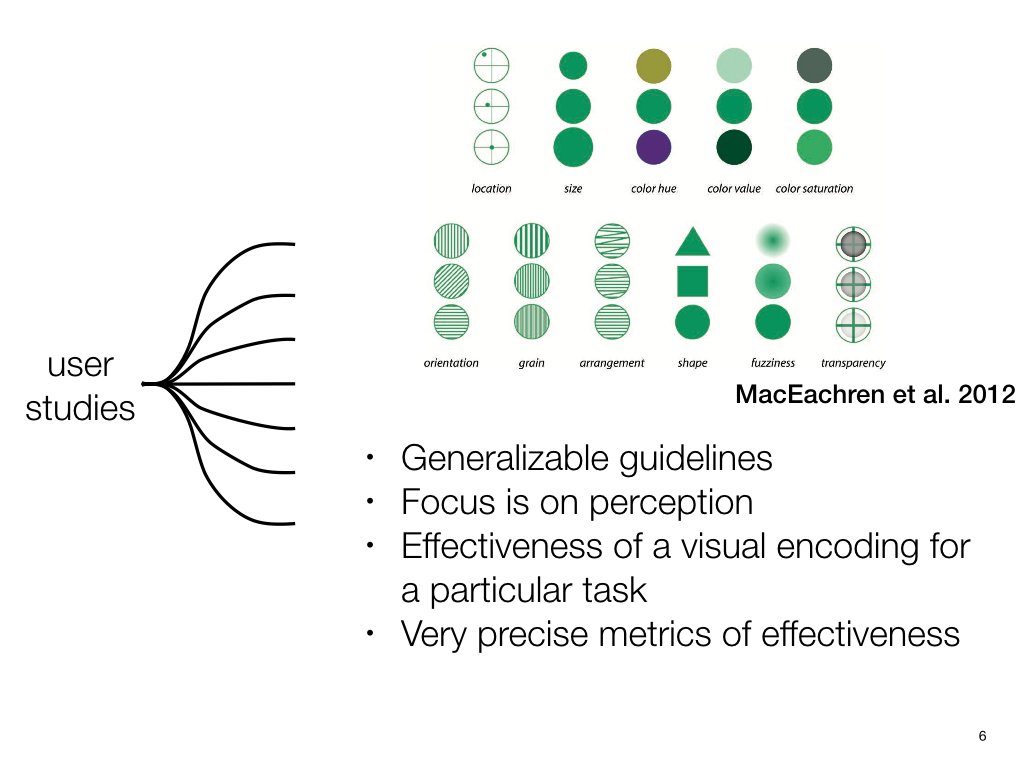 location size color hue color value color saturation
orientation grain arrangement shape fuzziness transparency
MacEachren et al. 2012
user
studies
• Generalizable guidelines
• Focus is on perception
• Effectiveness of a visual encoding for
a particular task
• Very precise metrics of effectiveness
6